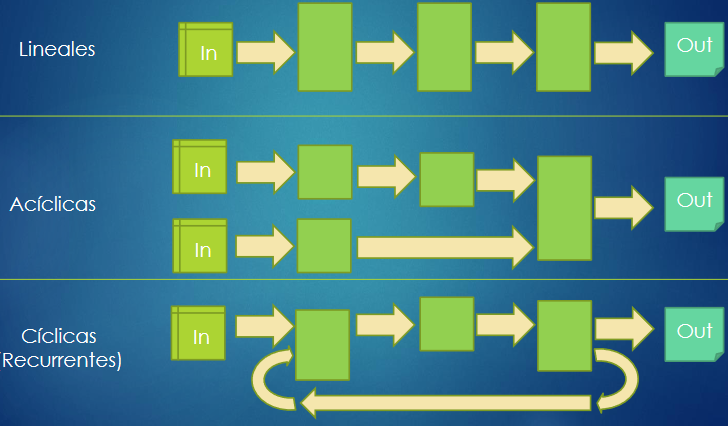 Lineales
In
Out
Acíclicas
In
In
Out
Cíclicas
(Recurrentes)
In
Out